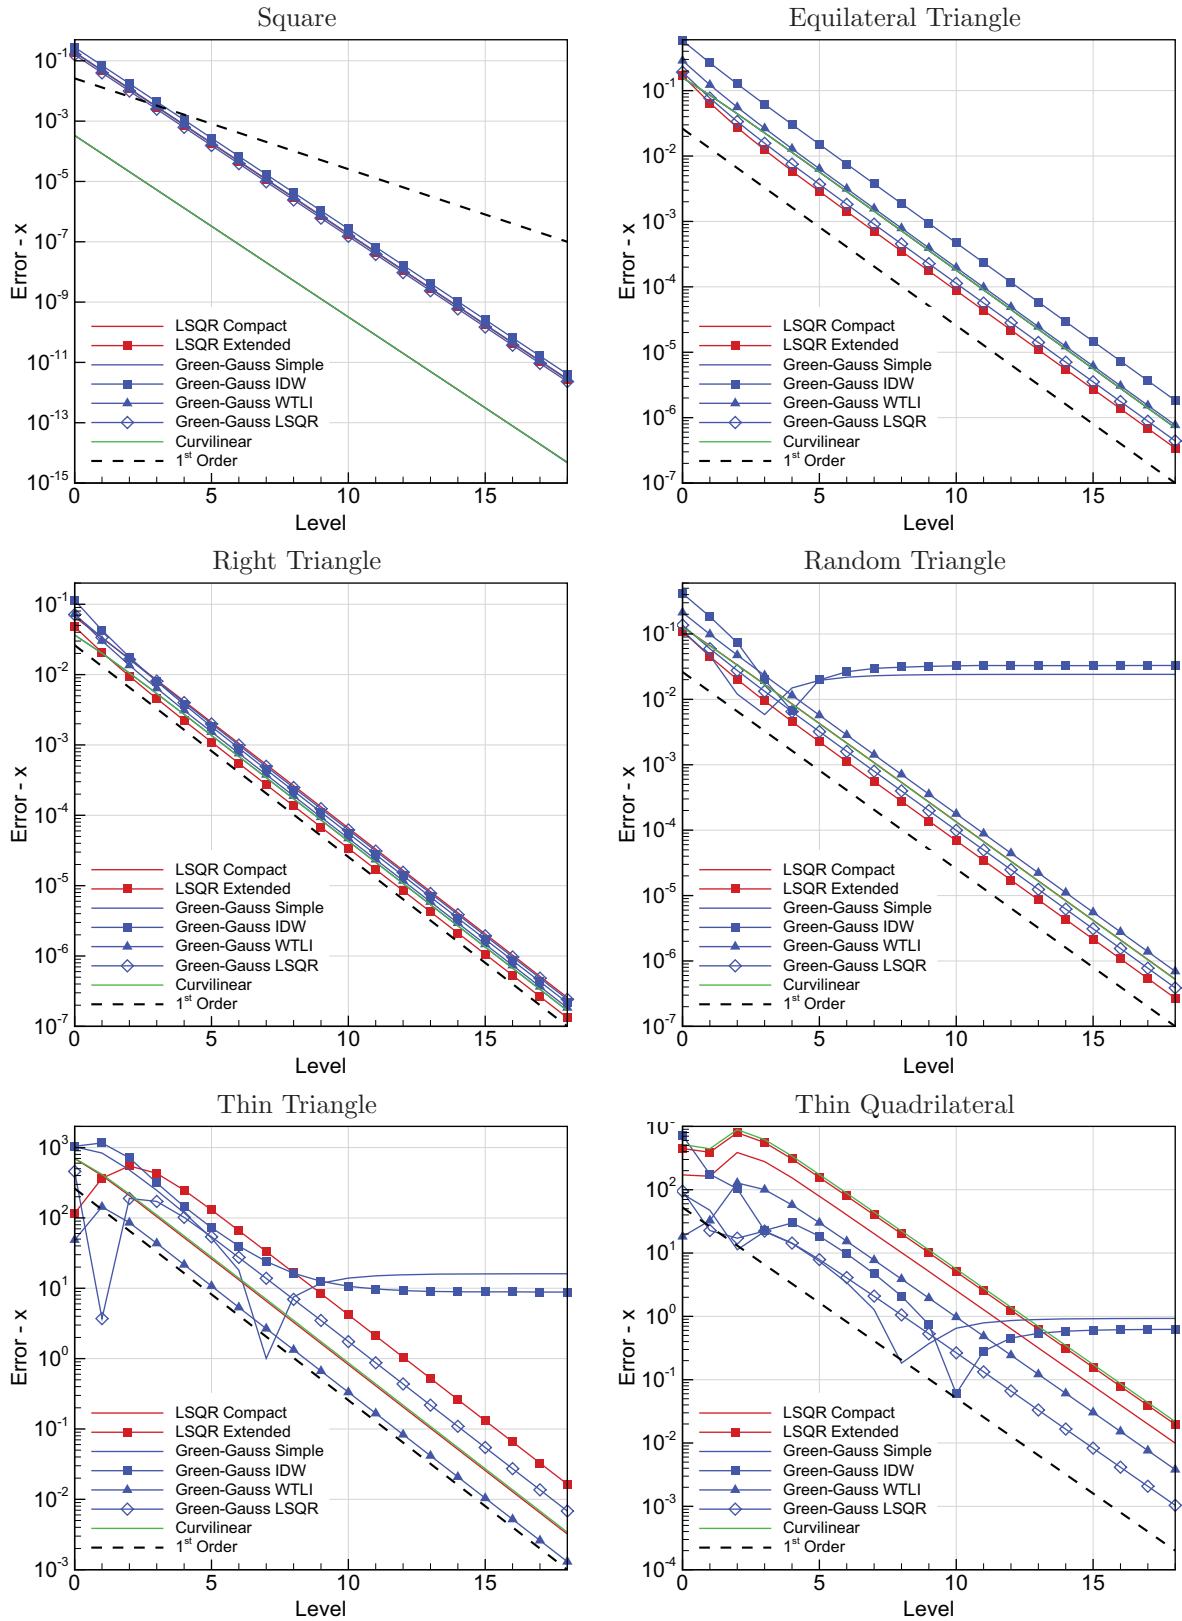 Square
Error - x
10^-1
10^-3
10^-5
10^-7
10^-9
10^-11
10^-13
10^-15
LSQR Compact
LSQR Extended
Green-Gauss Simple
Green-Gauss IDW
Green-Gauss WTLI
Green-Gauss LSQR
Curvilinear
1st Order
0 5 10 15
Level
Equilateral Triangle
Error - x
10^-1
10^-2
10^-3
10^-4
10^-5
10^-6
10^-7
LSQR Compact
LSQR Extended
Green-Gauss Simple
Green-Gauss IDW
Green-Gauss WTLI
Green-Gauss LSQR
Curvilinear
1st Order
0 5 10 15
Level
Right Triangle
Error - x
10^-1
10^-2
10^-3
10^-4
10^-5
10^-6
10^-7
LSQR Compact
LSQR Extended
Green-Gauss Simple
Green-Gauss IDW
Green-Gauss WTLI
Green-Gauss LSQR
Curvilinear
1st Order
0 5 10 15
Level
Random Triangle
Error - x
10^-1
10^-2
10^-3
10^-4
10^-5
10^-6
10^-7
LSQR Compact
LSQR Extended
Green-Gauss Simple
Green-Gauss IDW
Green-Gauss WTLI
Green-Gauss LSQR
Curvilinear
1st Order
0 5 10 15
Level
Thin Triangle
Error - x
10^3
10^2
10^1
10^0
10^-1
10^-2
10^-3
LSQR Compact
LSQR Extended
Green-Gauss Simple
Green-Gauss IDW
Green-Gauss WTLI
Green-Gauss LSQR
Curvilinear
1st Order
0 5 10 15
Level
Thin Quadrilateral
Error - x
10^2
10^1
10^0
10^-1
10^-2
10^-3
10^-4
LSQR Compact
LSQR Extended
Green-Gauss Simple
Green-Gauss IDW
Green-Gauss WTLI
Green-Gauss LSQR
Curvilinear
1st Order
0 5 10 15
Level